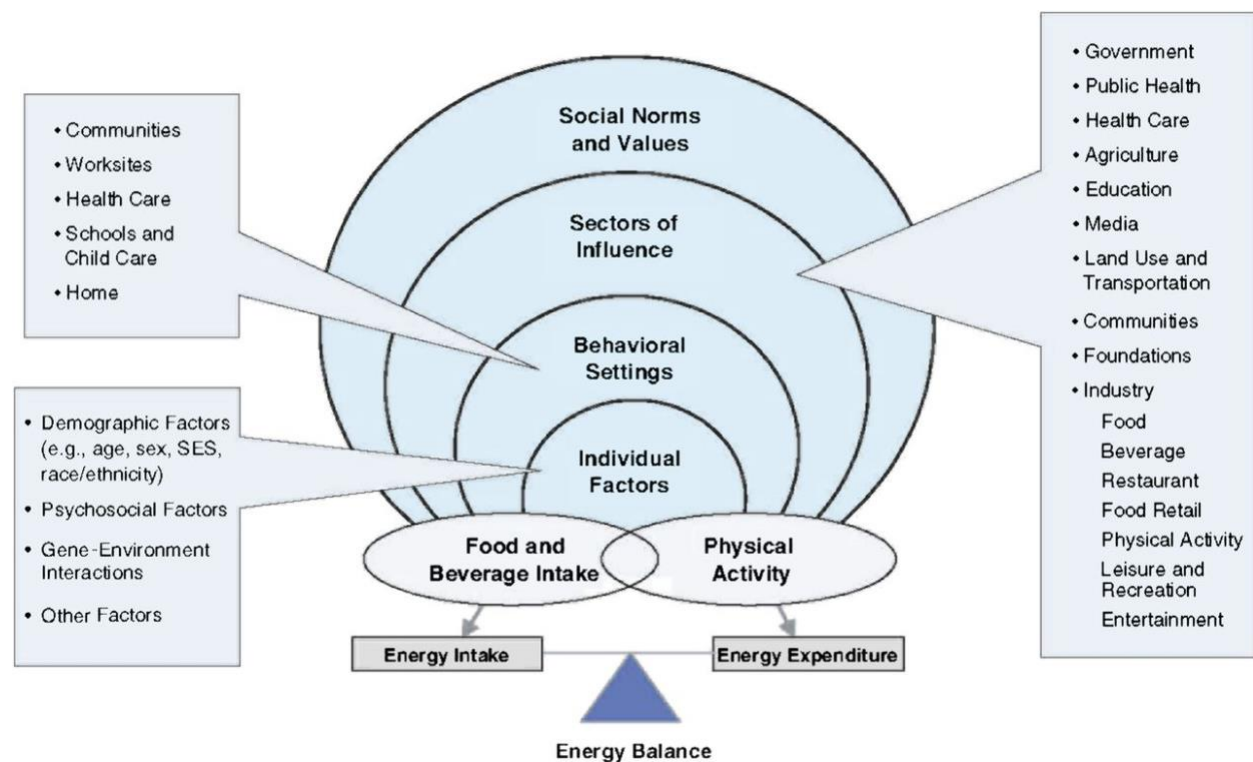 • Communities
• Worksites
• Health Care
• Schools and
Child Care
• Home
• Demographic Factors
(e.g., age, sex, SES,
race/ethnicity)
• Psychosocial Factors
• Gene-Environment
Interactions
• Other Factors
Social Norms
and Values
Sectors of
Influence
Behavioral
Settings
Individual
Factors
Food and
Beverage Intake
Physical
Activity
Energy Intake
Energy Expenditure
Energy Balance
• Government
• Public Health
• Health Care
• Agriculture
• Education
• Media
• Land Use and
Transportation
• Communities
• Foundations
• Industry
Food
Beverage
Restaurant
Food Retail
Physical Activity
Leisure and
Recreation
Entertainment